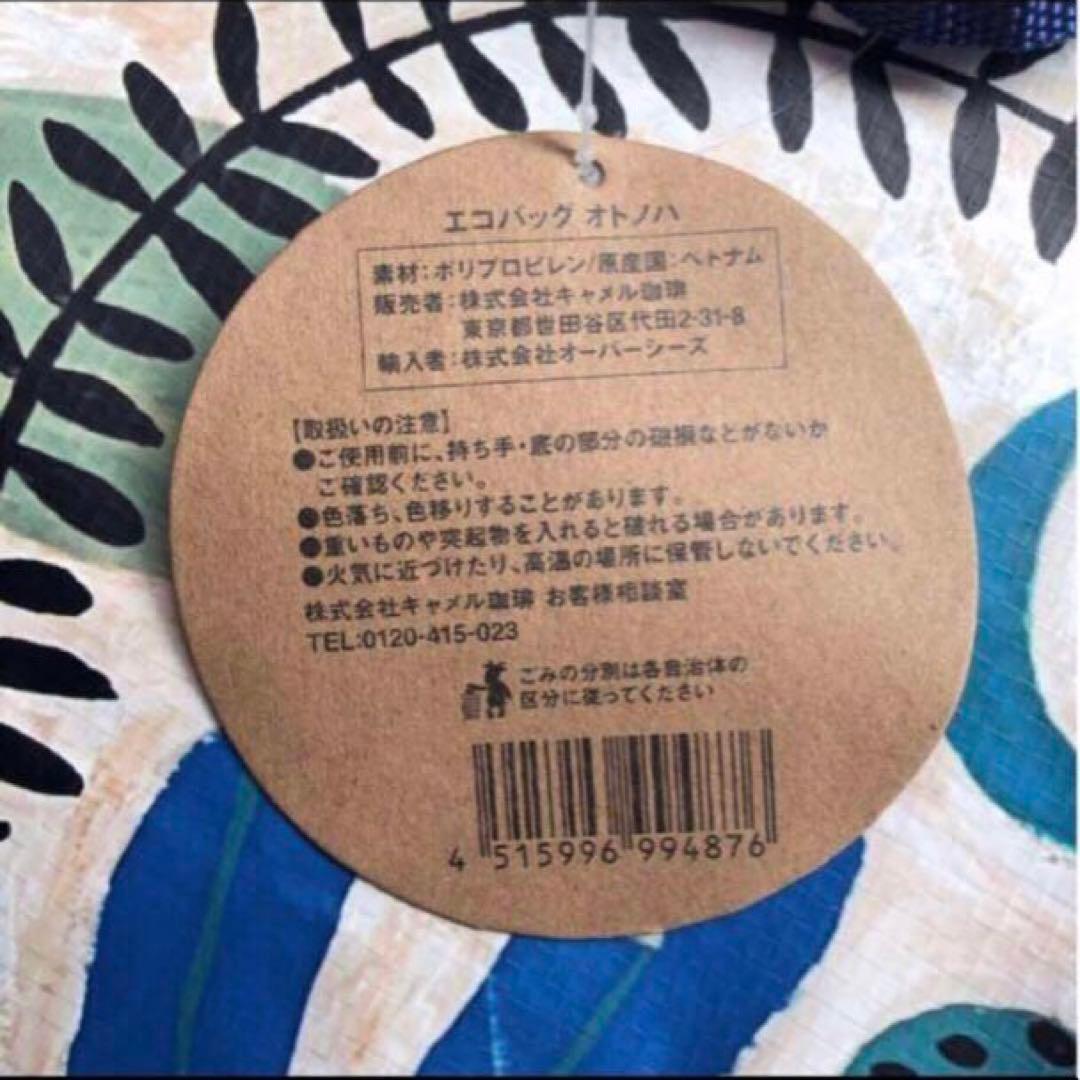 エコバッグ オトノハ
素材：ポリプロピレン/原産国：ベトナム
販売者：株式会社キャメル珈琲
東京都世田谷区代田2-31-8
輸入者：株式会社オーバーシーズ
【取扱いの注意】
●ご使用前に、持ち手・底の部分の破損などがないか
ご確認ください。
●色落ち、色移りすることがあります。
●重いものや突起物を入れると破れる場合があります。
●火気に近づけたり、高温の場所に保管しないでください。
株式会社キャメル珈琲 お客様相談室
TEL:0120-415-023
ごみの分別は各自治体の
区分に従ってください
4 515996 994876